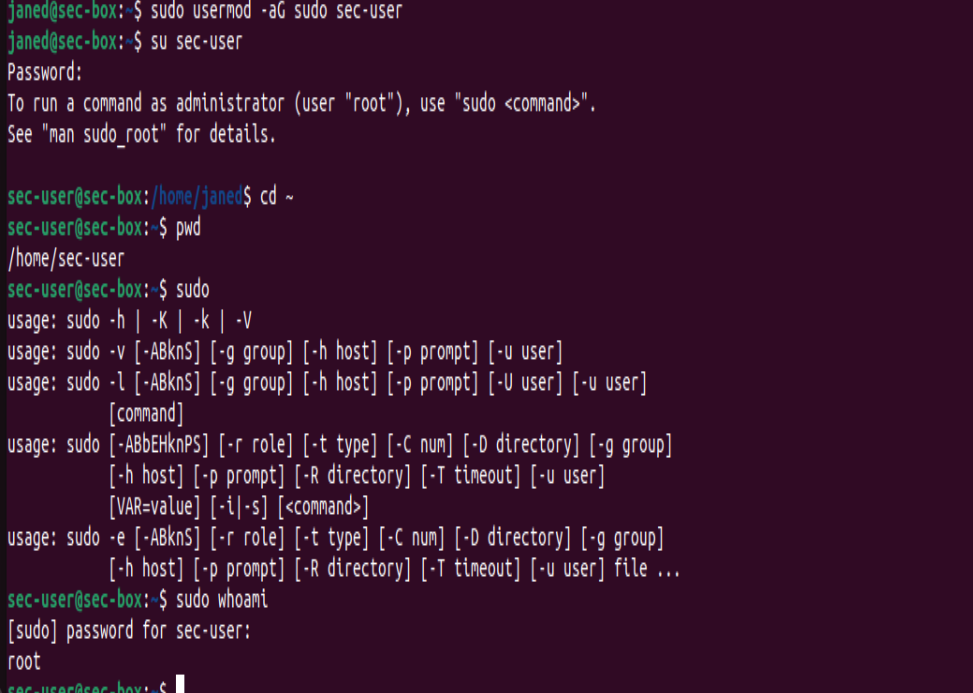 janed@sec-box:~$ sudo usermod -aG sudo sec-user
janed@sec-box:~$ su sec-user
Password:
To run a command as administrator (user "root"), use "sudo <command>".
See "man sudo_root" for details.

sec-user@sec-box:/home/janed$ cd ~
sec-user@sec-box:~$ pwd
/home/sec-user
sec-user@sec-box:~$ sudo
usage: sudo -h | -K | -k | -V
usage: sudo -v [-ABknS] [-g group] [-h host] [-p prompt] [-u user]
usage: sudo -l [-ABknS] [-g group] [-h host] [-p prompt] [-U user] [-u user]
            [command]
usage: sudo [-ABbEHknPS] [-r role] [-t type] [-C num] [-D directory] [-g group]
            [-h host] [-p prompt] [-R directory] [-T timeout] [-u user]
            [VAR=value] [-i|-s] [<command>]
usage: sudo -e [-ABknS] [-r role] [-t type] [-C num] [-D directory] [-g group]
            [-h host] [-p prompt] [-R directory] [-T timeout] [-u user] file ...
sec-user@sec-box:~$ sudo whoami
[sudo] password for sec-user:
root
sec-user@sec-box:~$